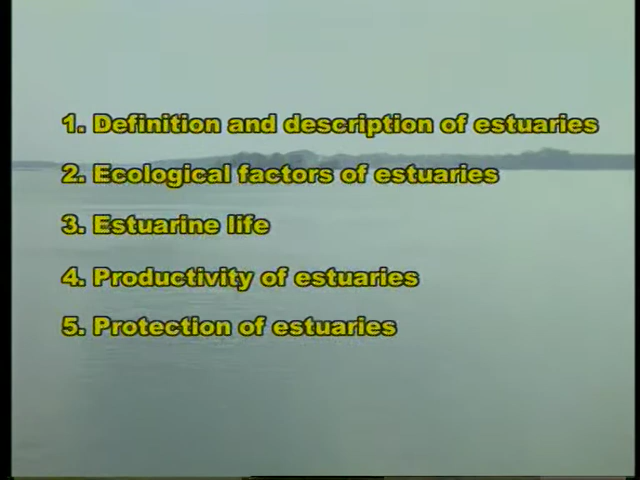 1. Definition and description of estuaries
2. Ecological factors of estuaries
3. Estuarine life
4. Productivity of estuaries
5. Protection of estuaries